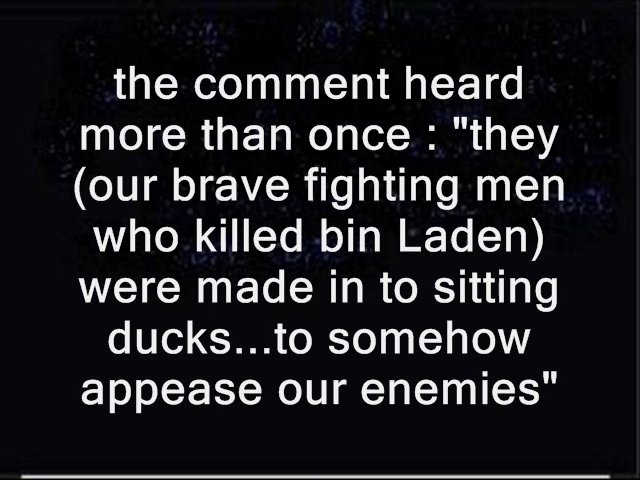 the comment heard
more than once : "they
(our brave fighting men
who killed bin Laden)
were made in to sitting
ducks...to somehow
appease our enemies"